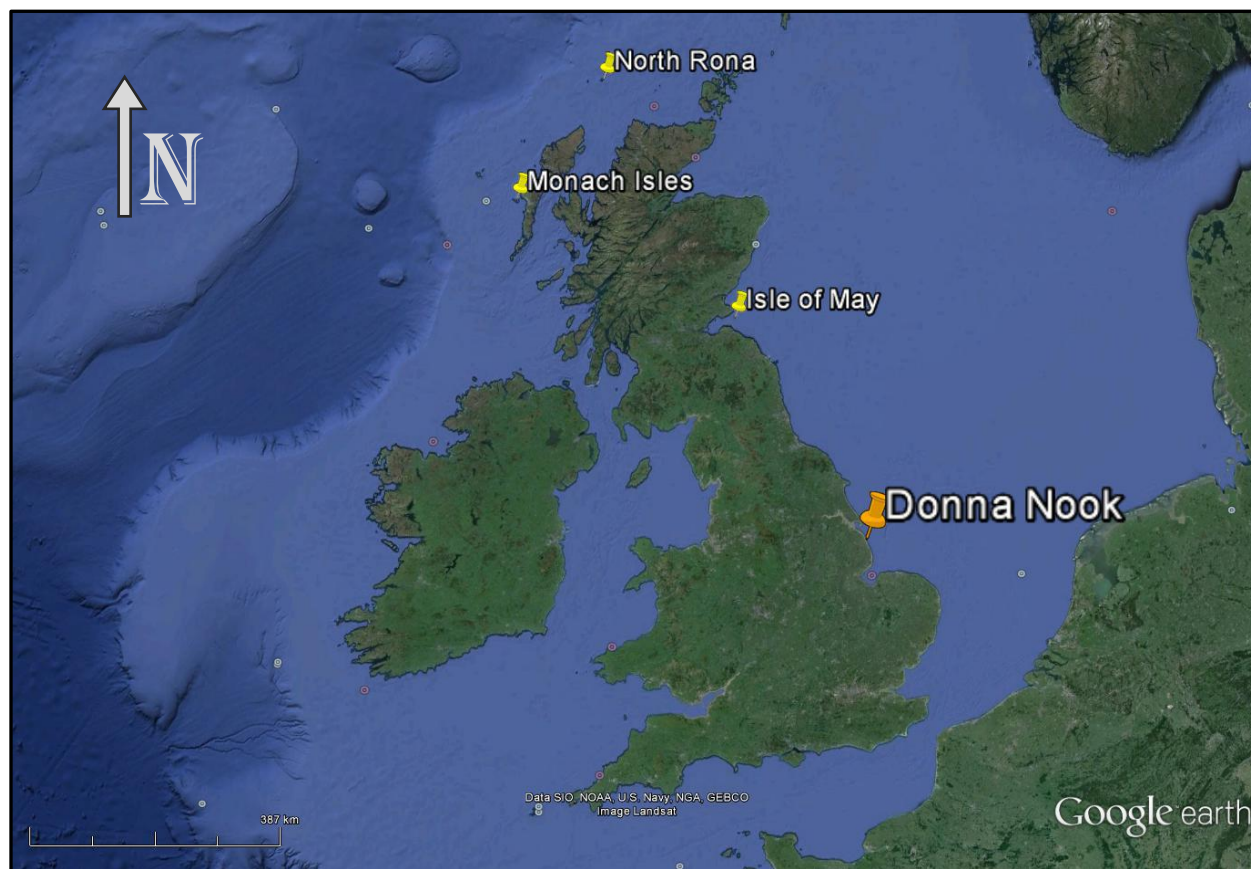 North Rona
N
Monach Isles
Isle of May
Donna Nook
Data SIO, NOAA, U.S. Navy, NGA, GEBCO
Image Landsat
387 km
Google earth